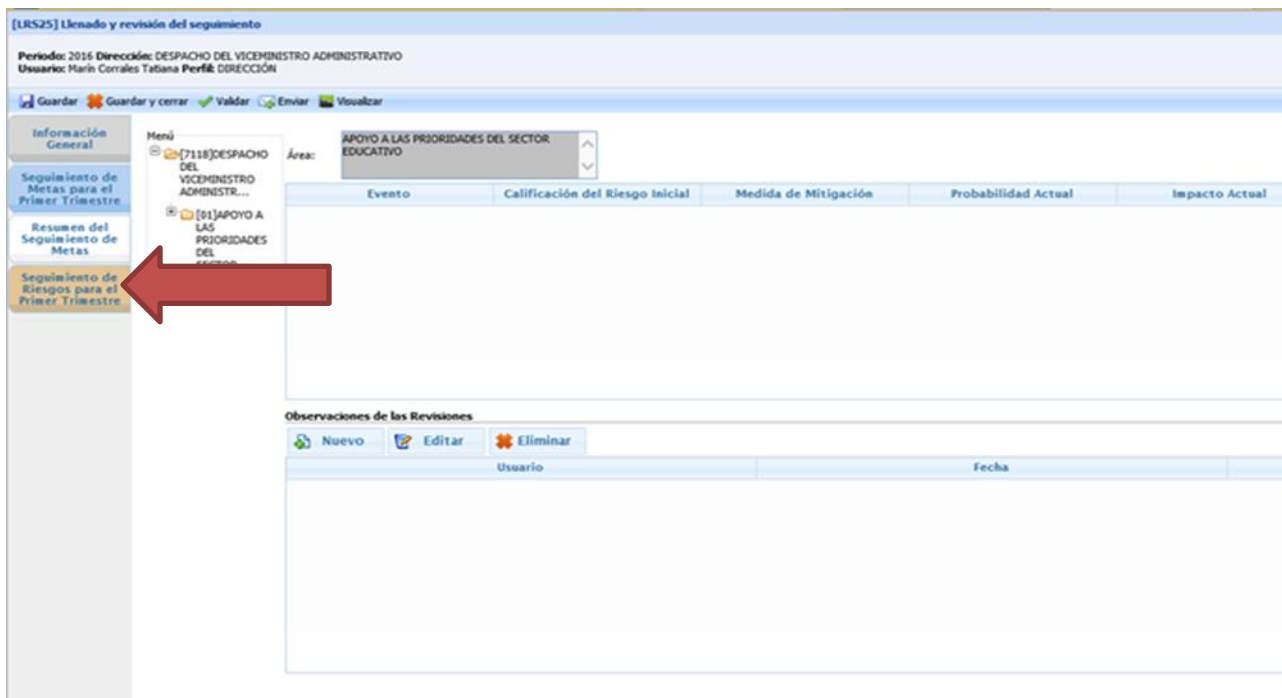 [LRS25] Llenado y revisión del seguimiento
Periodo: 2016 Dirección: DESPACHO DEL VICEMINISTRO ADMINISTRATIVO
Usuario: Marín Corrales Tatiana Perfil: DIRECCIÓN
Guardar Guardar y cerrar Validar Enviar Visualizar
Información
General
Seguimiento de
Metas para el
Primer Trimestre
Resumen del
Seguimiento de
Metas
Seguimiento de
Riesgos para el
Primer Trimestre
Menú
[7118]DESPACHO
DEL
VICEMINISTRO
ADMINISTR...
[01]APOYO A
LAS
PRIORIDADES
DEL
Área:
APOYO A LAS PRIORIDADES DEL SECTOR
EDUCATIVO
Evento Calificación del Riesgo Inicial Medida de Mitigación Probabilidad Actual Impacto Actual
Observaciones de las Revisiones
Nuevo Editar Eliminar
Usuario Fecha